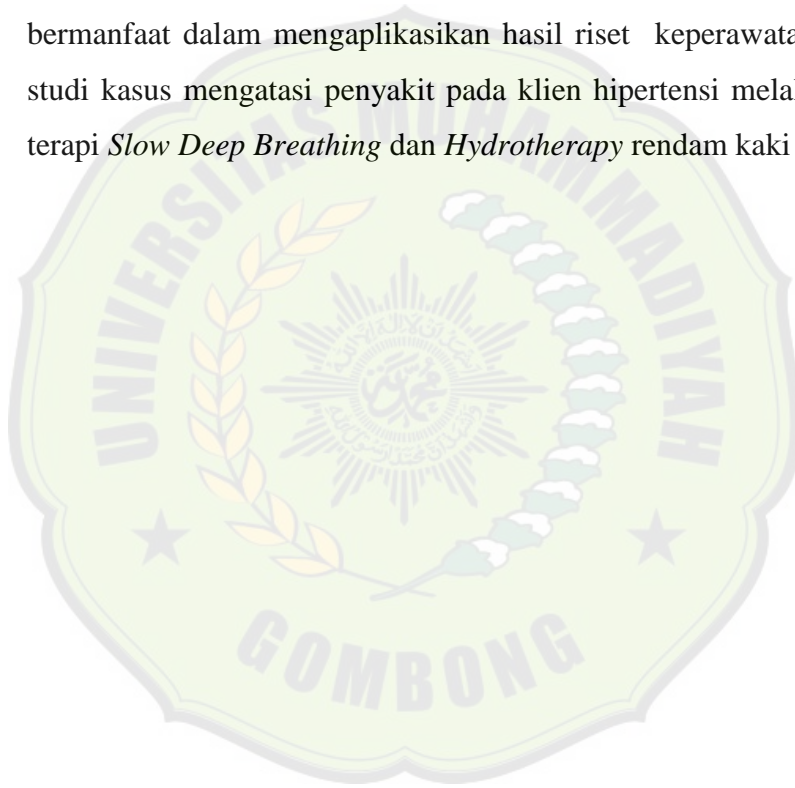 bermanfaat dalam mengaplikasikan hasil riset keperawata
studi kasus mengatasi penyakit pada klien hipertensi mela
terapi Slow Deep Breathing dan Hydrotherapy rendam kaki
UNIVERSITAS MUHAMMADIYAH
GOMBONG